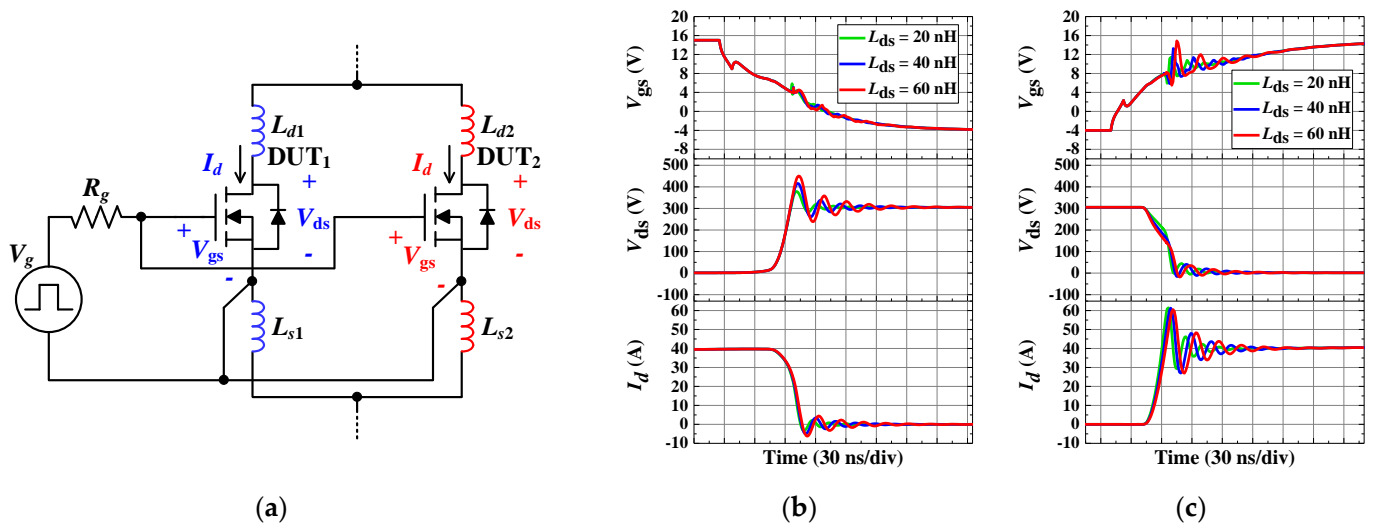 L_d1
L_d2
DUT₁
DUT₂
I_d
+
V_ds
-
I_d
+
V_ds
-
R_g
+
V_gs
-
+
V_gs
-
V_g
L_s1
L_s2
(a)
20
16
12
8
4
0
-4
-8
V_gs (V)
L_ds = 20 nH
L_ds = 40 nH
L_ds = 60 nH
500
400
300
200
100
0
-100
V_ds (V)
60
50
40
30
20
10
0
-10
I_d (A)
Time (30 ns/div)
(b)
20
16
12
8
4
0
-4
-8
V_gs (V)
L_ds = 20 nH
L_ds = 40 nH
L_ds = 60 nH
500
400
300
200
100
0
-100
V_ds (V)
60
50
40
30
20
10
0
-10
I_d (A)
Time (30 ns/div)
(c)